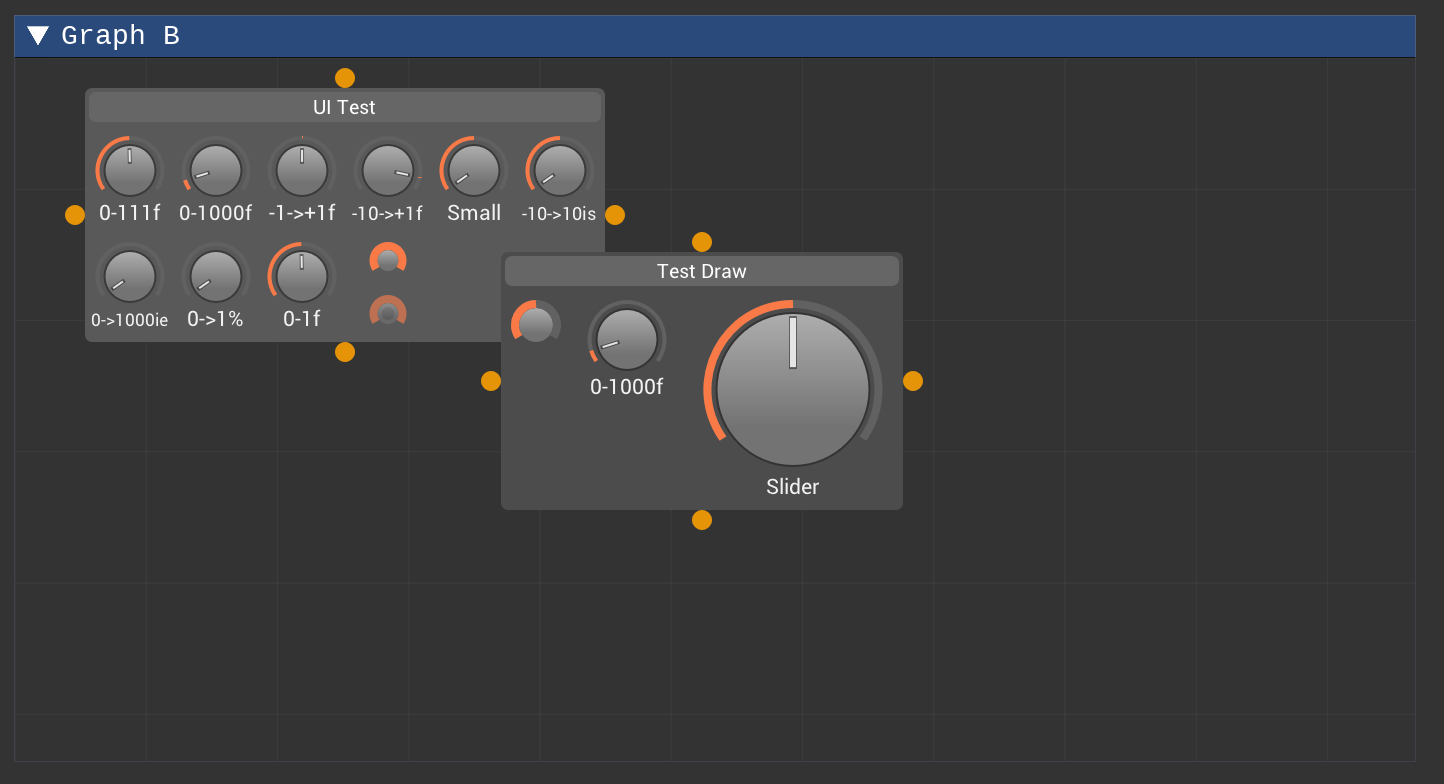 Graph B
UI Test
0-111f 0-1000f -1->+1f -10->+1f Small -10->10is
0->1000ie 0->1% 0-1f
Test Draw
0-1000f
Slider